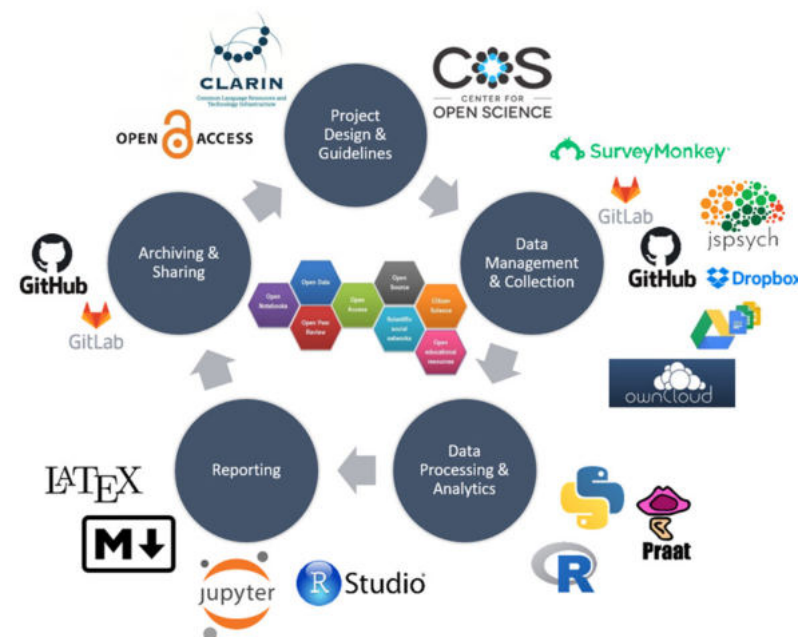 CLARIN
Common Language Resources and
Technology Infrastructure
COS
CENTER FOR
OPEN SCIENCE
OPEN ACCESS
Project
Design &
Guidelines
SurveyMonkey
GitLab
jspsych
GitHub
Dropbox
ownCloud
Data
Management
& Collection
Archiving &
Sharing
GitHub
GitLab
Open
Notebooks
Open Data
Open Peer
Review
Open
Access
Open
Source
Scientific
social
networks
Citizen
Science
Open
educational
resources
Reporting
Data
Processing &
Analytics
LATEX
M
jupyter
R Studio
R
Praat